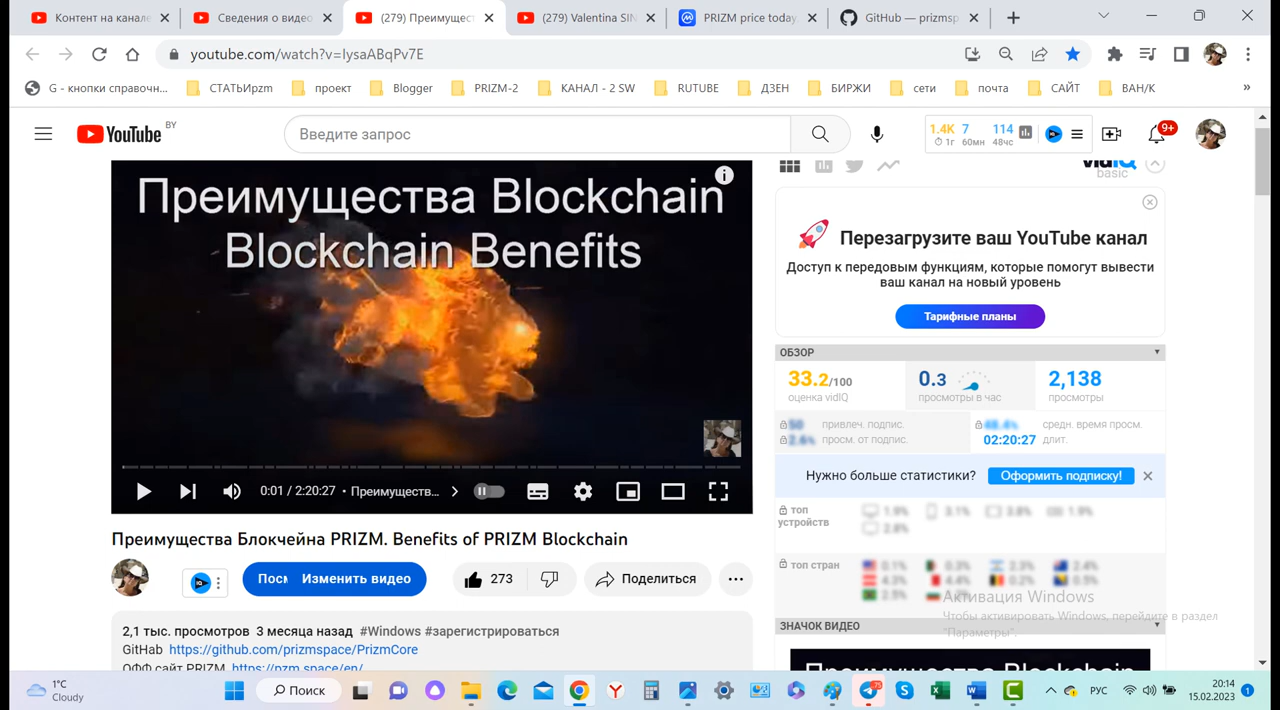 Контент на канале
Сведения о видео
(279) Преимущест
(279) Valentina SIN
PRIZM price today,
GitHub — prizmsp
youtube.com/watch?v=IysaABqPv7E
G - кнопки справочн...
СТАТЬИpzm
проект
Blogger
PRIZM-2
КАНАЛ - 2 SW
RUTUBE
ДЗЕН
БИРЖИ
сети
почта
САЙТ
ВАН/К
»
YouTube BY
Введите запрос
1.4K 7 114
1г 60мн 48чс
9+
vidIQ
basic
Преимущества Blockchain
Blockchain Benefits
Перезагрузите ваш YouTube канал
Доступ к передовым функциям, которые помогут вывести
ваш канал на новый уровень
Тарифные планы
ОБЗОР
33.2/100
оценка vidIQ
0.3
просмотры в час
2,138
просмотры
привлеч. подпис.
просм. от подпис.
средн. время просм.
02:20:27 длит.
Нужно больше статистики? Оформить подписку!
топ
устройств
топ стран
ЗНАЧОК ВИДЕО
Преимущества Blockchain
0:01 / 2:20:27 • Преимуществ...
Преимущества Блокчейна PRIZM. Benefits of PRIZM Blockchain
Посм Изменить видео
273
Поделиться
2,1 тыс. просмотров 3 месяца назад #Windows #зарегистрироваться
GitHab https://github.com/prizmspace/PrizmCore
ОФФ сайт PRIZM https://pzm.space/en/
Активация Windows
Чтобы активировать Windows, перейдите в раздел
"Параметры".
1°C
Cloudy
Поиск
75
РУС
20:14
15.02.2023
1